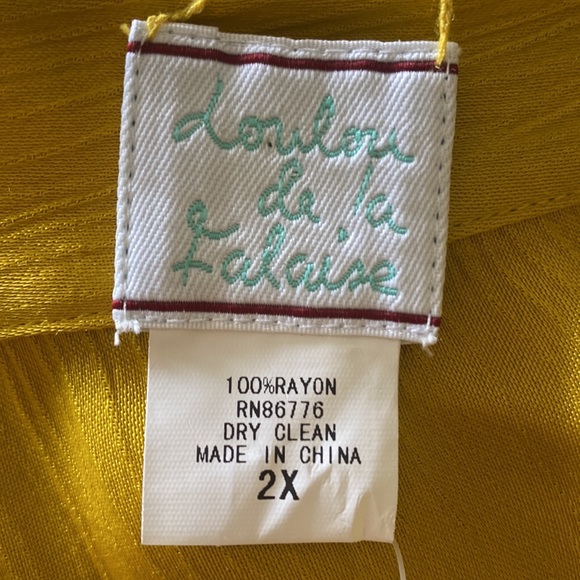 Loulou
de la
Falaise
100%RAYON
RN86776
DRY CLEAN
MADE IN CHINA
2X